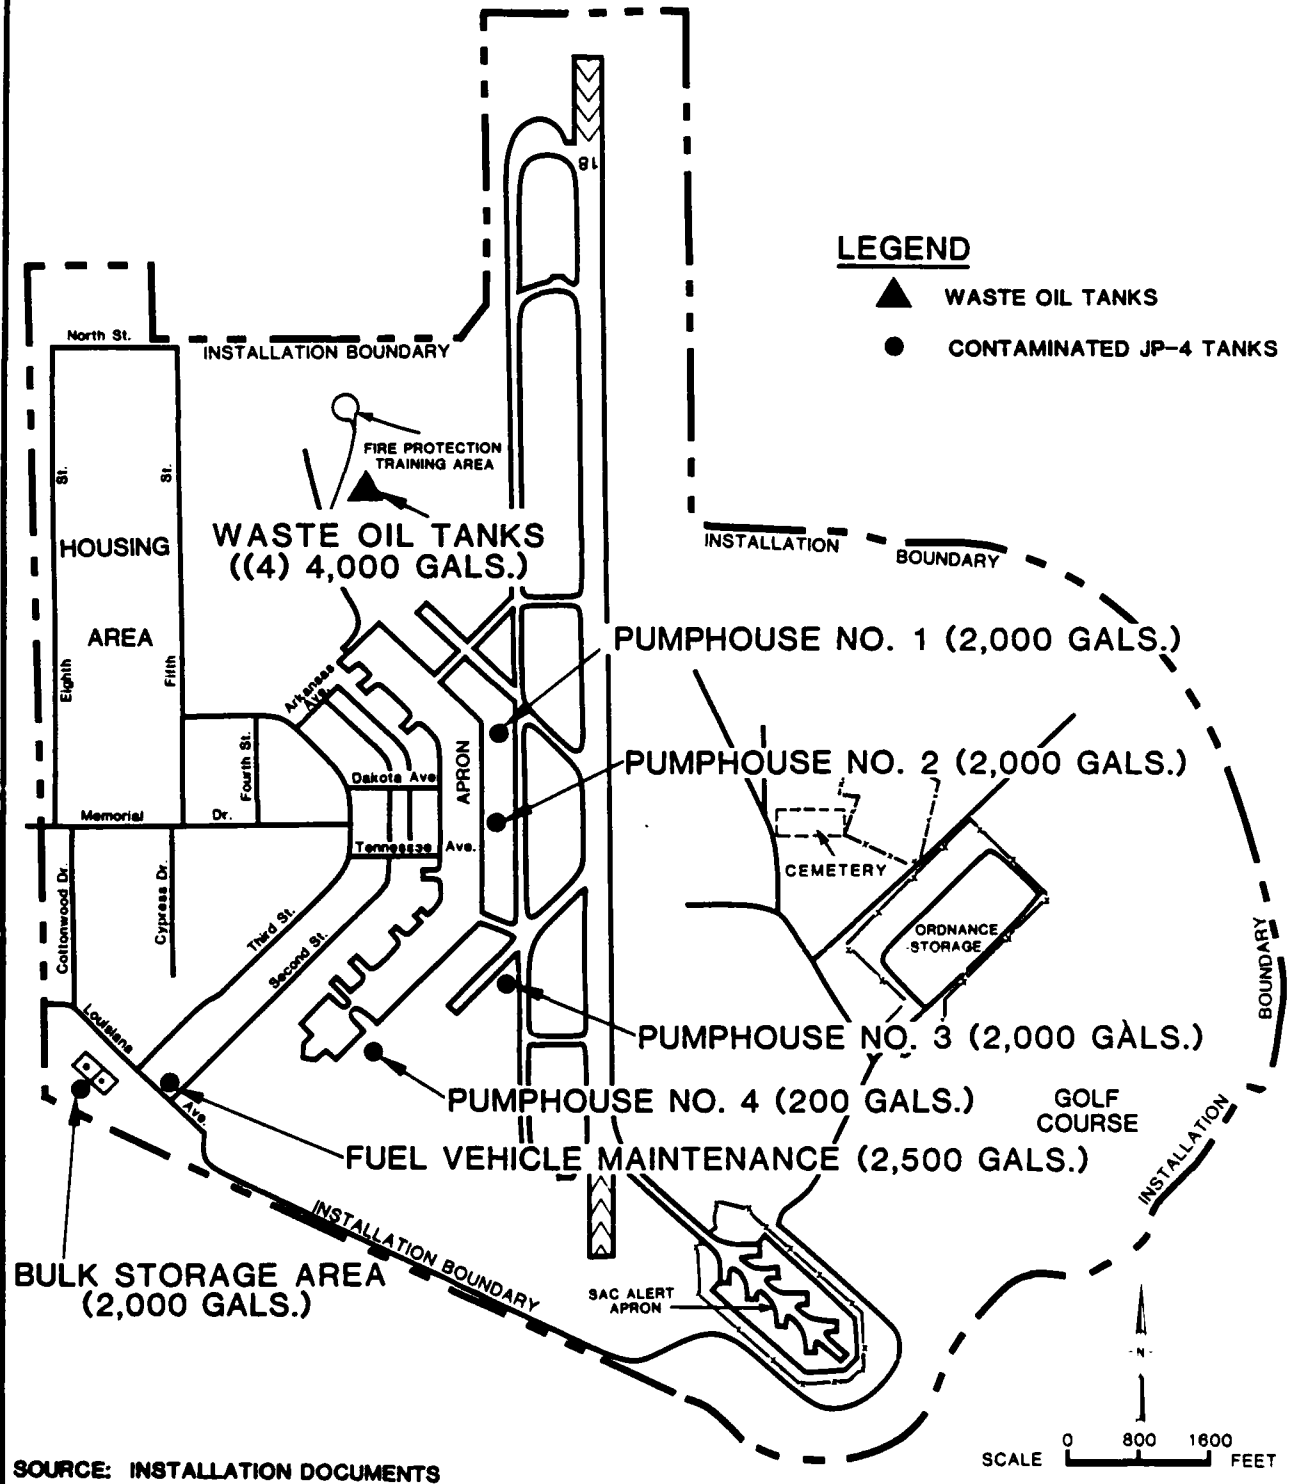 18
LEGEND
WASTE OIL TANKS
CONTAMINATED JP-4 TANKS
North St.
INSTALLATION BOUNDARY
FIRE PROTECTION
TRAINING AREA
St.
St.
WASTE OIL TANKS
((4) 4,000 GALS.)
HOUSING
AREA
INSTALLATION
BOUNDARY
Eighth
Fifth
Arkansas
Ave.
PUMPHOUSE NO. 1 (2,000 GALS.)
Fourth St.
Dakota Ave
APRON
PUMPHOUSE NO. 2 (2,000 GALS.)
Memorial Dr.
Tennessee Ave.
CEMETERY
Cottonwood Dr.
Cypress Dr.
Third St.
Second St.
ORDNANCE
STORAGE
BOUNDARY
Louisiana
Ave.
PUMPHOUSE NO. 3 (2,000 GALS.)
PUMPHOUSE NO. 4 (200 GALS.)
GOLF
COURSE
FUEL VEHICLE MAINTENANCE (2,500 GALS.)
INSTALLATION
INSTALLATION BOUNDARY
BULK STORAGE AREA
(2,000 GALS.)
SAC ALERT
APRON
-N-
SCALE 0 800 1600 FEET
SOURCE: INSTALLATION DOCUMENTS